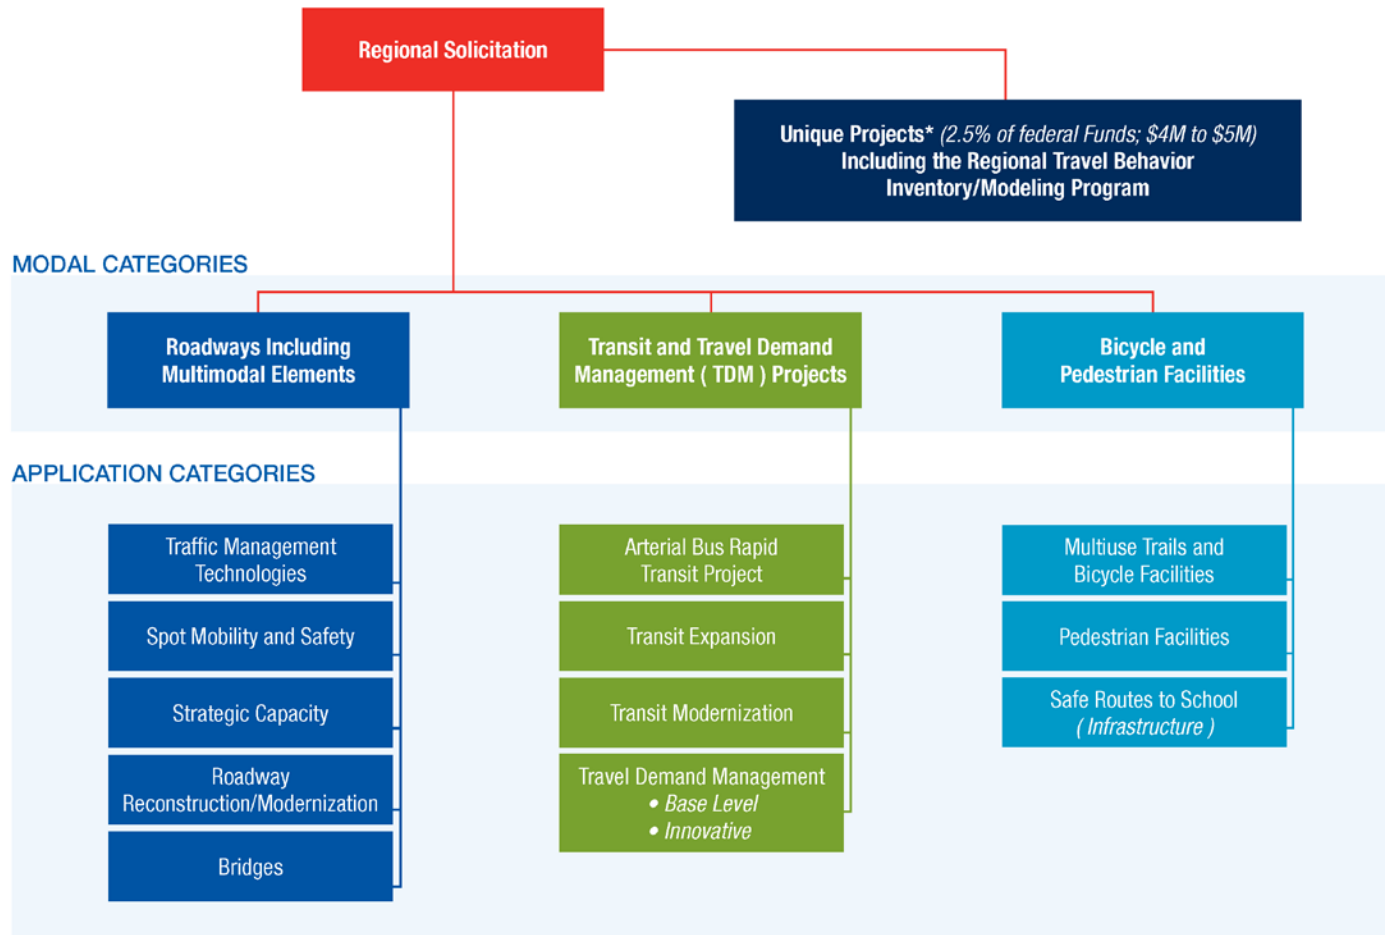 Regional Solicitation
Unique Projects* (2.5% of federal Funds; $4M to $5M)
Including the Regional Travel Behavior
Inventory/Modeling Program
MODAL CATEGORIES
Roadways Including
Multimodal Elements
Transit and Travel Demand
Management ( TDM ) Projects
Bicycle and
Pedestrian Facilities
APPLICATION CATEGORIES
Traffic Management
Technologies
Spot Mobility and Safety
Strategic Capacity
Roadway
Reconstruction/Modernization
Bridges
Arterial Bus Rapid
Transit Project
Transit Expansion
Transit Modernization
Travel Demand Management
• Base Level
• Innovative
Multiuse Trails and
Bicycle Facilities
Pedestrian Facilities
Safe Routes to School
( Infrastructure )